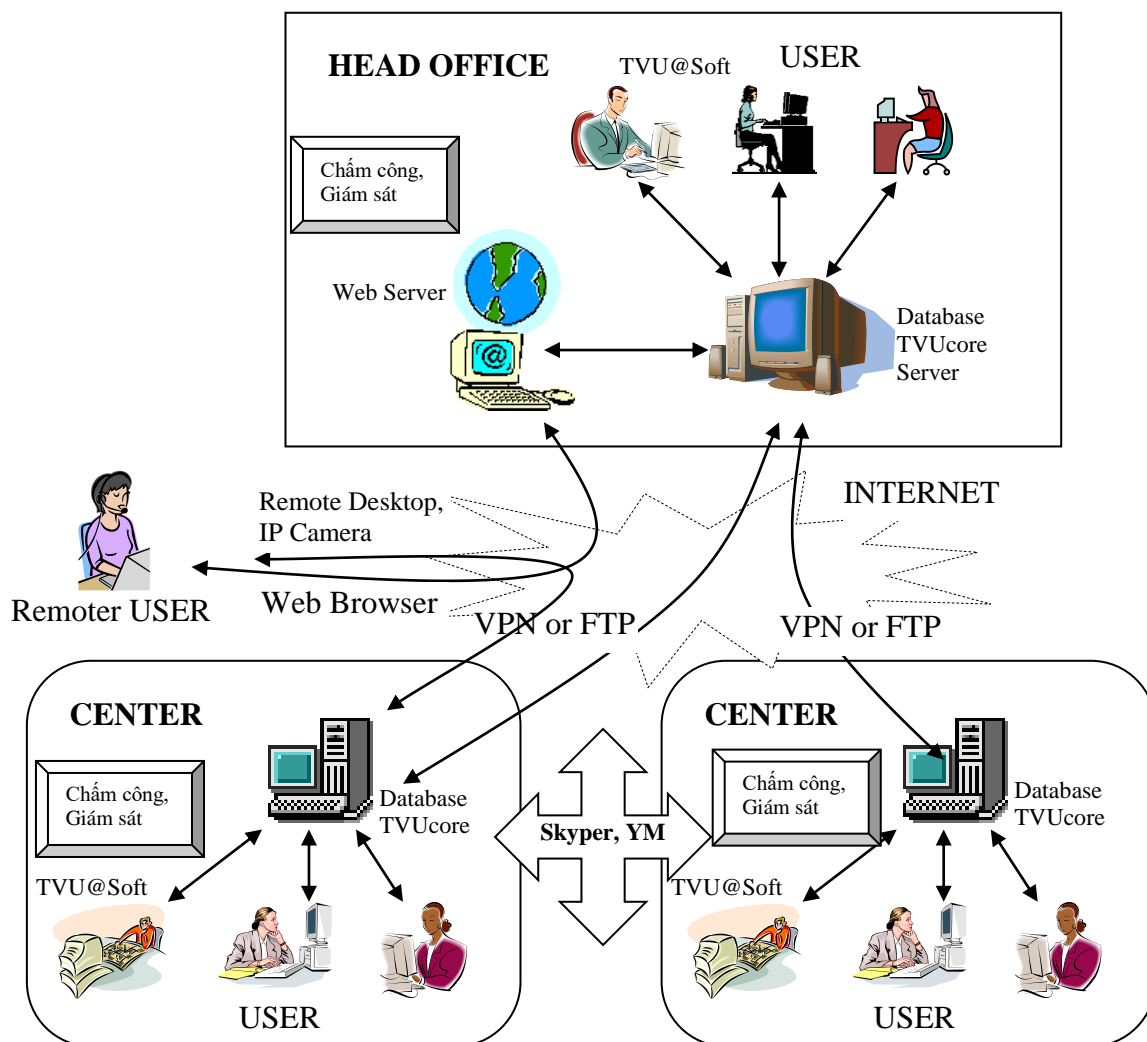 HEAD OFFICE
TVU@Soft
USER
Chấm công,
Giám sát
Web Server
@
Database
TVUcore
Server
Remote Desktop,
IP Camera
INTERNET
Remoter USER
Web Browser
VPN or FTP
VPN or FTP
CENTER
Chấm công,
Giám sát
Database
TVUcore
TVU@Soft
USER
Skyper, YM
CENTER
Chấm công,
Giám sát
Database
TVUcore
TVU@Soft
USER